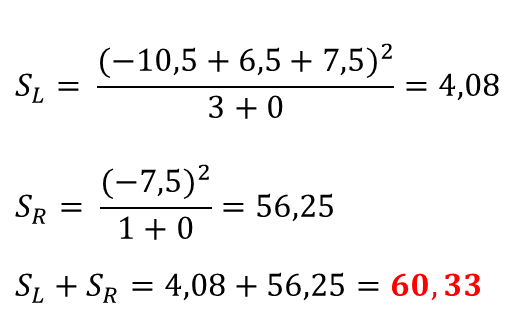 S_L = (−10,5 + 6,5 + 7,5)² / (3 + 0) = 4,08
S_R = (−7,5)² / (1 + 0) = 56,25
S_L + S_R = 4,08 + 56,25 = 60,33